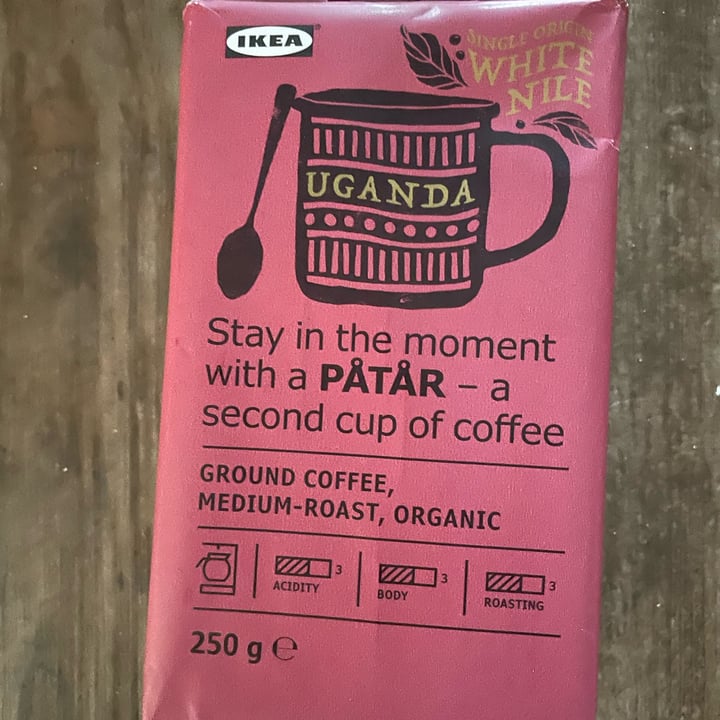 IKEA
SINGLE ORIGIN
WHITE
NILE
UGANDA
Stay in the moment
with a PÅTÅR – a
second cup of coffee
GROUND COFFEE,
MEDIUM-ROAST, ORGANIC
3
ACIDITY
3
BODY
3
ROASTING
250 g ℮